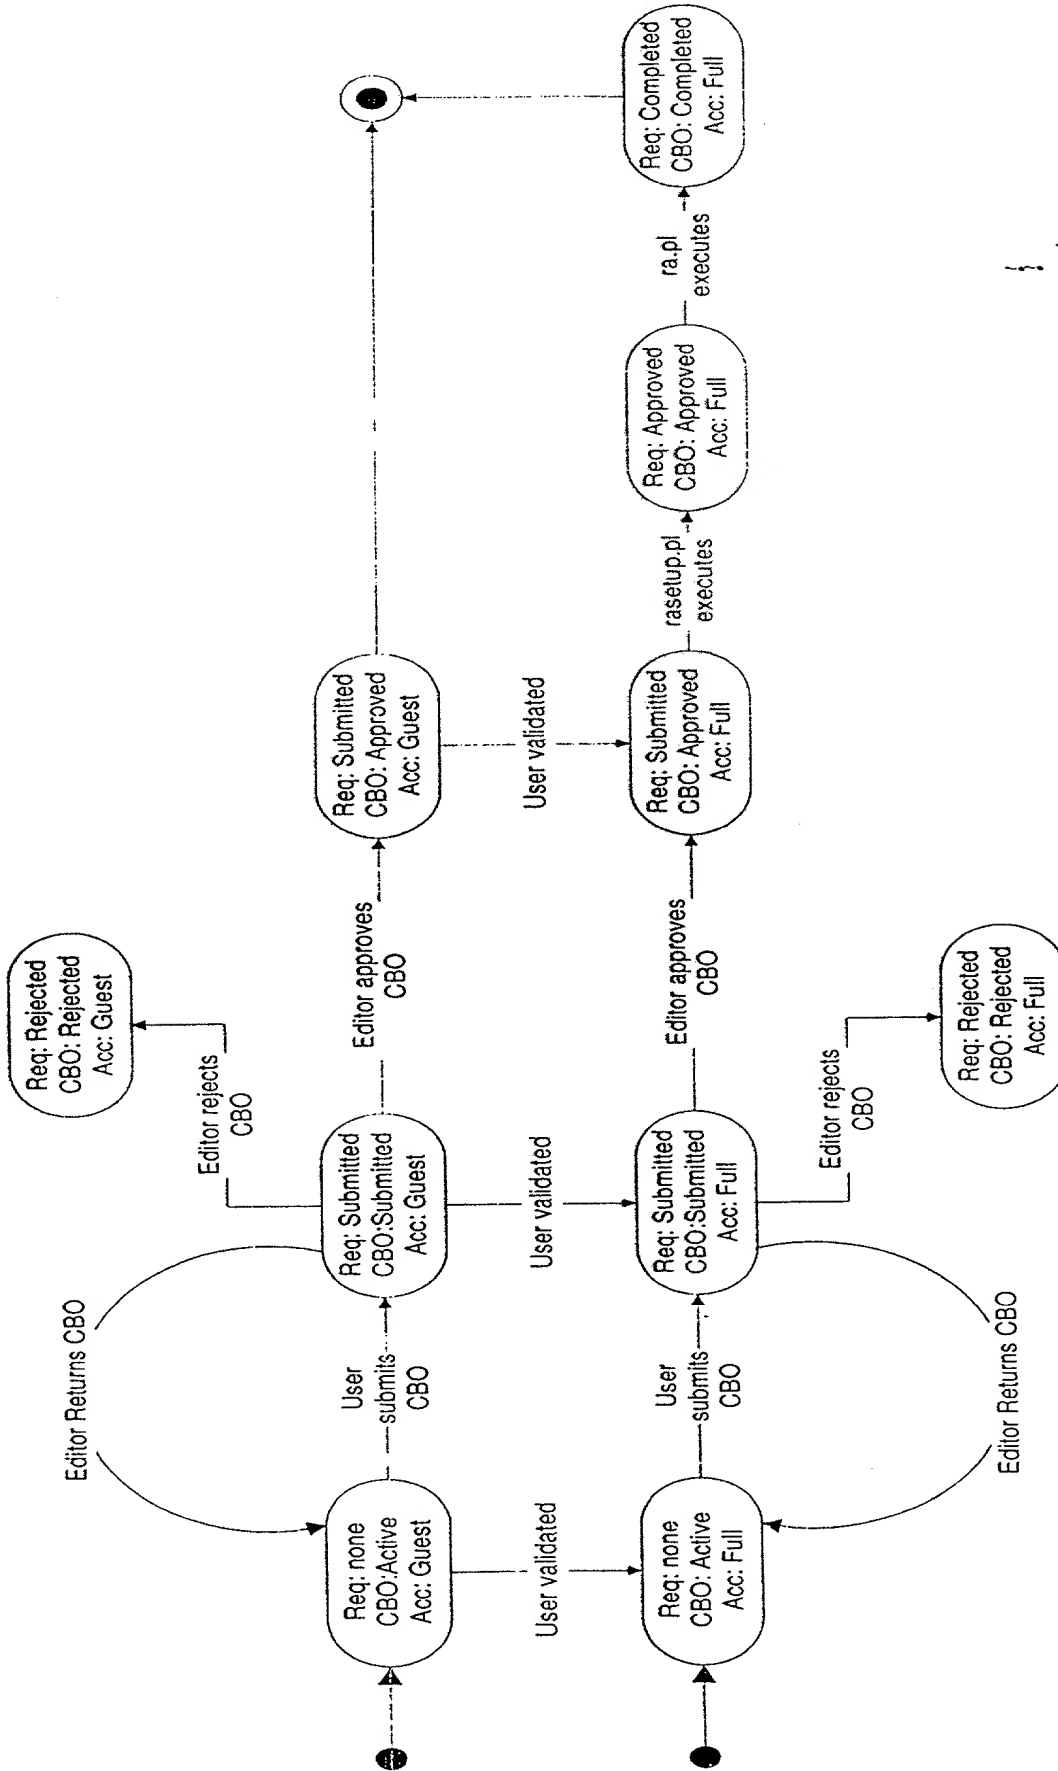 Editor Returns CBO
Req: none
CBO:Active
Acc: Guest
User
submits
CBO
Req: Submitted
CBO:Submitted
Acc: Guest
Editor rejects
CBO
Req: Rejected
CBO: Rejected
Acc: Guest
Editor approves
CBO
Req: Submitted
CBO: Approved
Acc: Guest
User validated
User validated
User validated
Req: none
CBO: Active
Acc: Full
User
submits
CBO
Req: Submitted
CBO:Submitted
Acc: Full
Editor approves
CBO
Req: Submitted
CBO: Approved
Acc: Full
rasetup.pl
executes
Req: Approved
CBO: Approved
Acc: Full
ra.pl
executes
Req: Completed
CBO: Completed
Acc: Full
Editor rejects
CBO
Req: Rejected
CBO: Rejected
Acc: Full
Editor Returns CBO